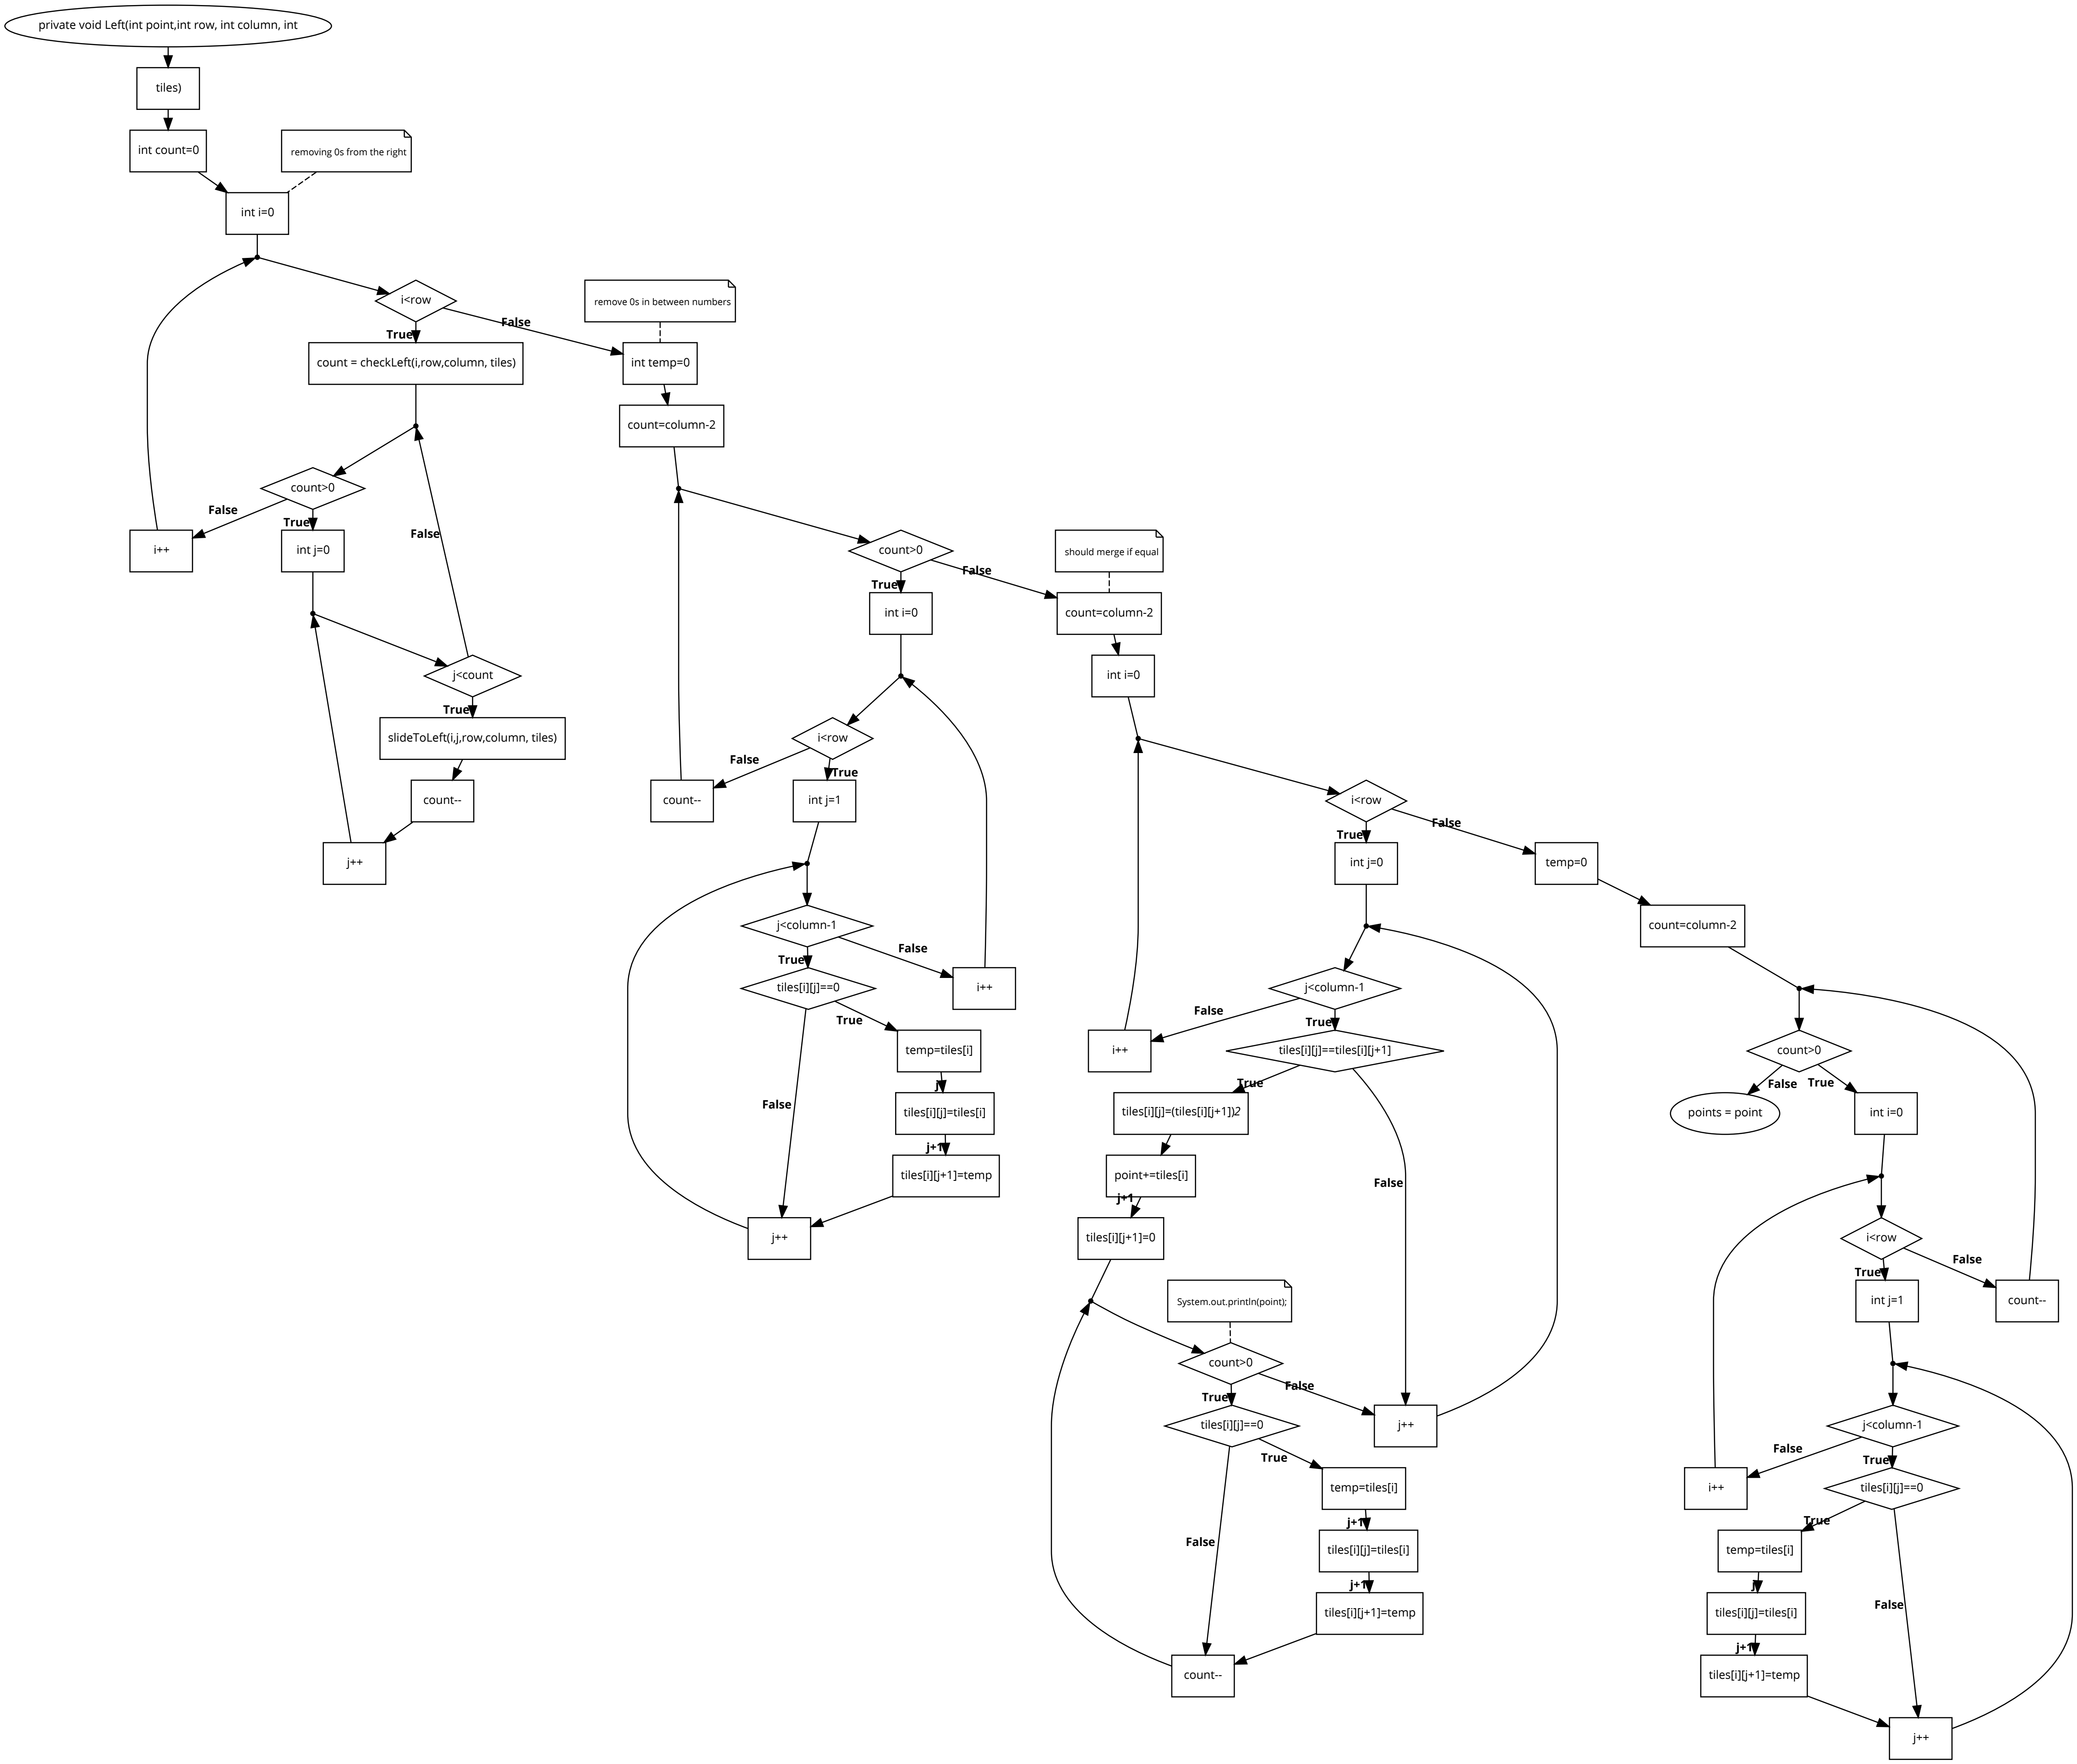 private void Left(int point,int row, int column, int
tiles)
int count=0
removing 0s from the right
int i=0
i<row
True
False
count = checkLeft(i,row,column, tiles)
count>0
False
True
i++
int j=0
False
j<count
True
slideToLeft(i,j,row,column, tiles)
count--
j++
remove 0s in between numbers
int temp=0
count=column-2
count>0
True
False
int i=0
i<row
False
True
count--
int j=1
j<column-1
True
False
i++
tiles[i][j]==0
True
False
temp=tiles[i]
j
tiles[i][j]=tiles[i]
j+1
tiles[i][j+1]=temp
j++
should merge if equal
count=column-2
int i=0
i<row
True
False
int j=0
j<column-1
False
True
i++
tiles[i][j]==tiles[i][j+1]
True
False
tiles[i][j]=(tiles[i][j+1])2
point+=tiles[i]
j+1
tiles[i][j+1]=0
System.out.println(point);
count>0
True
False
j++
tiles[i][j]==0
True
False
temp=tiles[i]
j+1
tiles[i][j]=tiles[i]
j+1
tiles[i][j+1]=temp
count--
temp=0
count=column-2
count>0
False
True
points = point
int i=0
i<row
True
False
int j=1
count--
j<column-1
False
True
i++
tiles[i][j]==0
True
False
temp=tiles[i]
j
tiles[i][j]=tiles[i]
j+1
tiles[i][j+1]=temp
j++